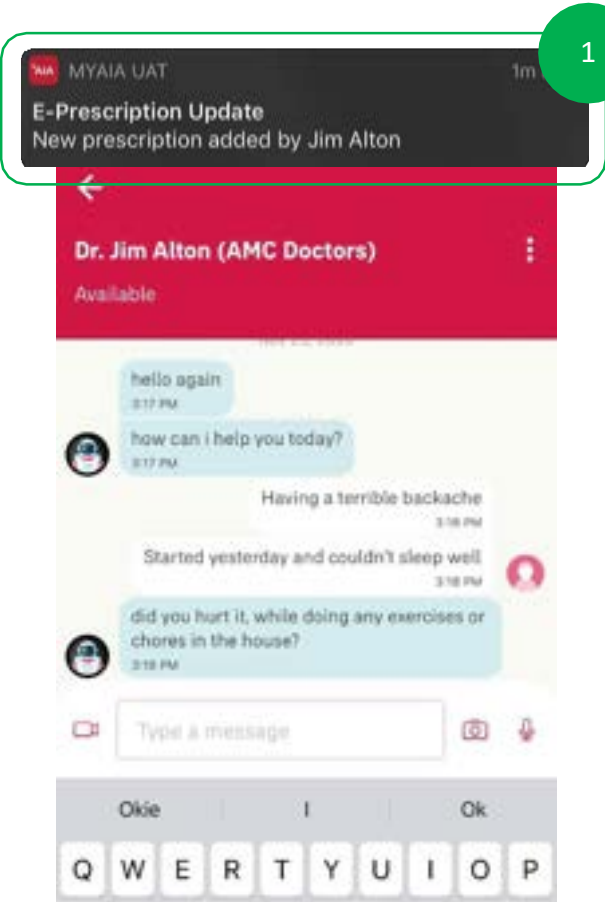 1
AIA MYAIA UAT 1m
E-Prescription Update
New prescription added by Jim Alton
Dr. Jim Alton (AMC Doctors)
Available
hello again
3:17 PM
how can i help you today?
3:17 PM
Having a terrible backache
3:18 PM
Started yesterday and couldn't sleep well
3:18 PM
did you hurt it, while doing any exercises or
chores in the house?
3:18 PM
Type a message
Okie I Ok
Q W E R T Y U I O P